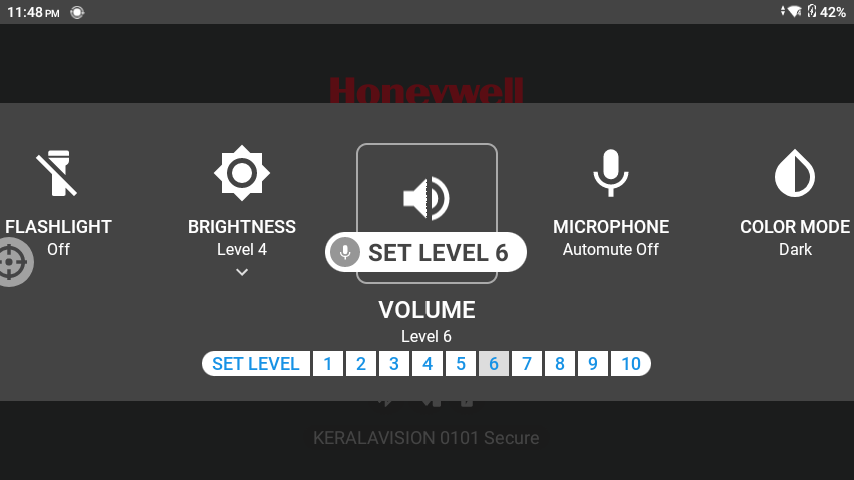 11:48 PM
42%
Honeywell
FLASHLIGHT
Off
BRIGHTNESS
Level 4
SET LEVEL 6
MICROPHONE
Automute Off
COLOR MODE
Dark
VOLUME
Level 6
SET LEVEL 1 2 3 4 5 6 7 8 9 10
KERALAVISION 0101 Secure